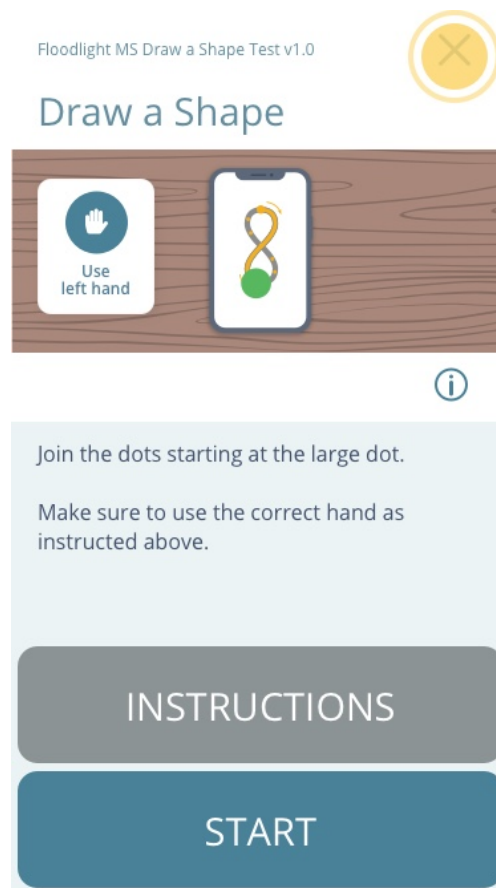 Floodlight MS Draw a Shape Test v1.0
Draw a Shape
Use
left hand
Join the dots starting at the large dot.
Make sure to use the correct hand as
instructed above.
INSTRUCTIONS
START